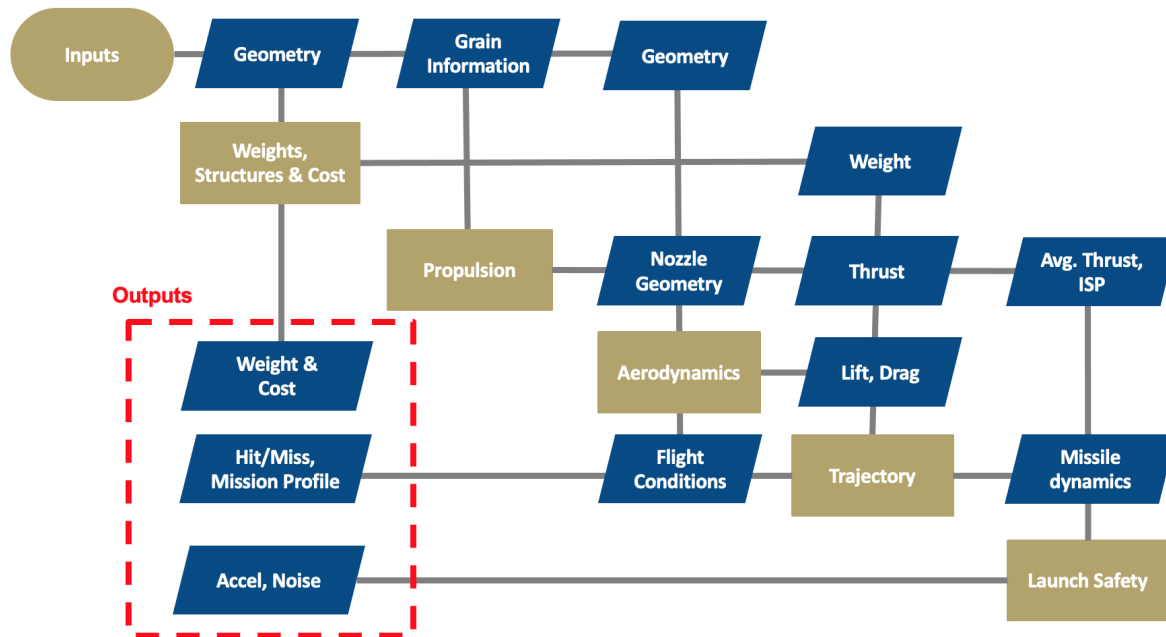 Inputs
Geometry
Grain
Information
Geometry
Weights,
Structures & Cost
Weight
Propulsion
Nozzle
Geometry
Thrust
Avg. Thrust,
ISP
Outputs
Weight &
Cost
Aerodynamics
Lift, Drag
Hit/Miss,
Mission Profile
Flight
Conditions
Trajectory
Missile
dynamics
Accel, Noise
Launch Safety